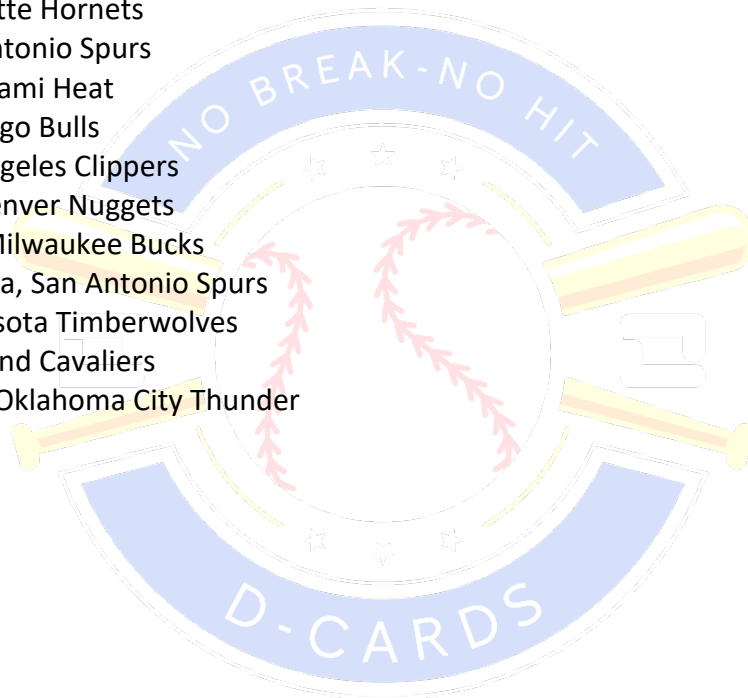 tte Hornets
ntonio Spurs
ami Heat
go Bulls
geles Clippers
enver Nuggets
Milwaukee Bucks
a, San Antonio Spurs
sota Timberwolves
nd Cavaliers
Oklahoma City Thunder
NO BREAK-NO HIT
D-CARDS